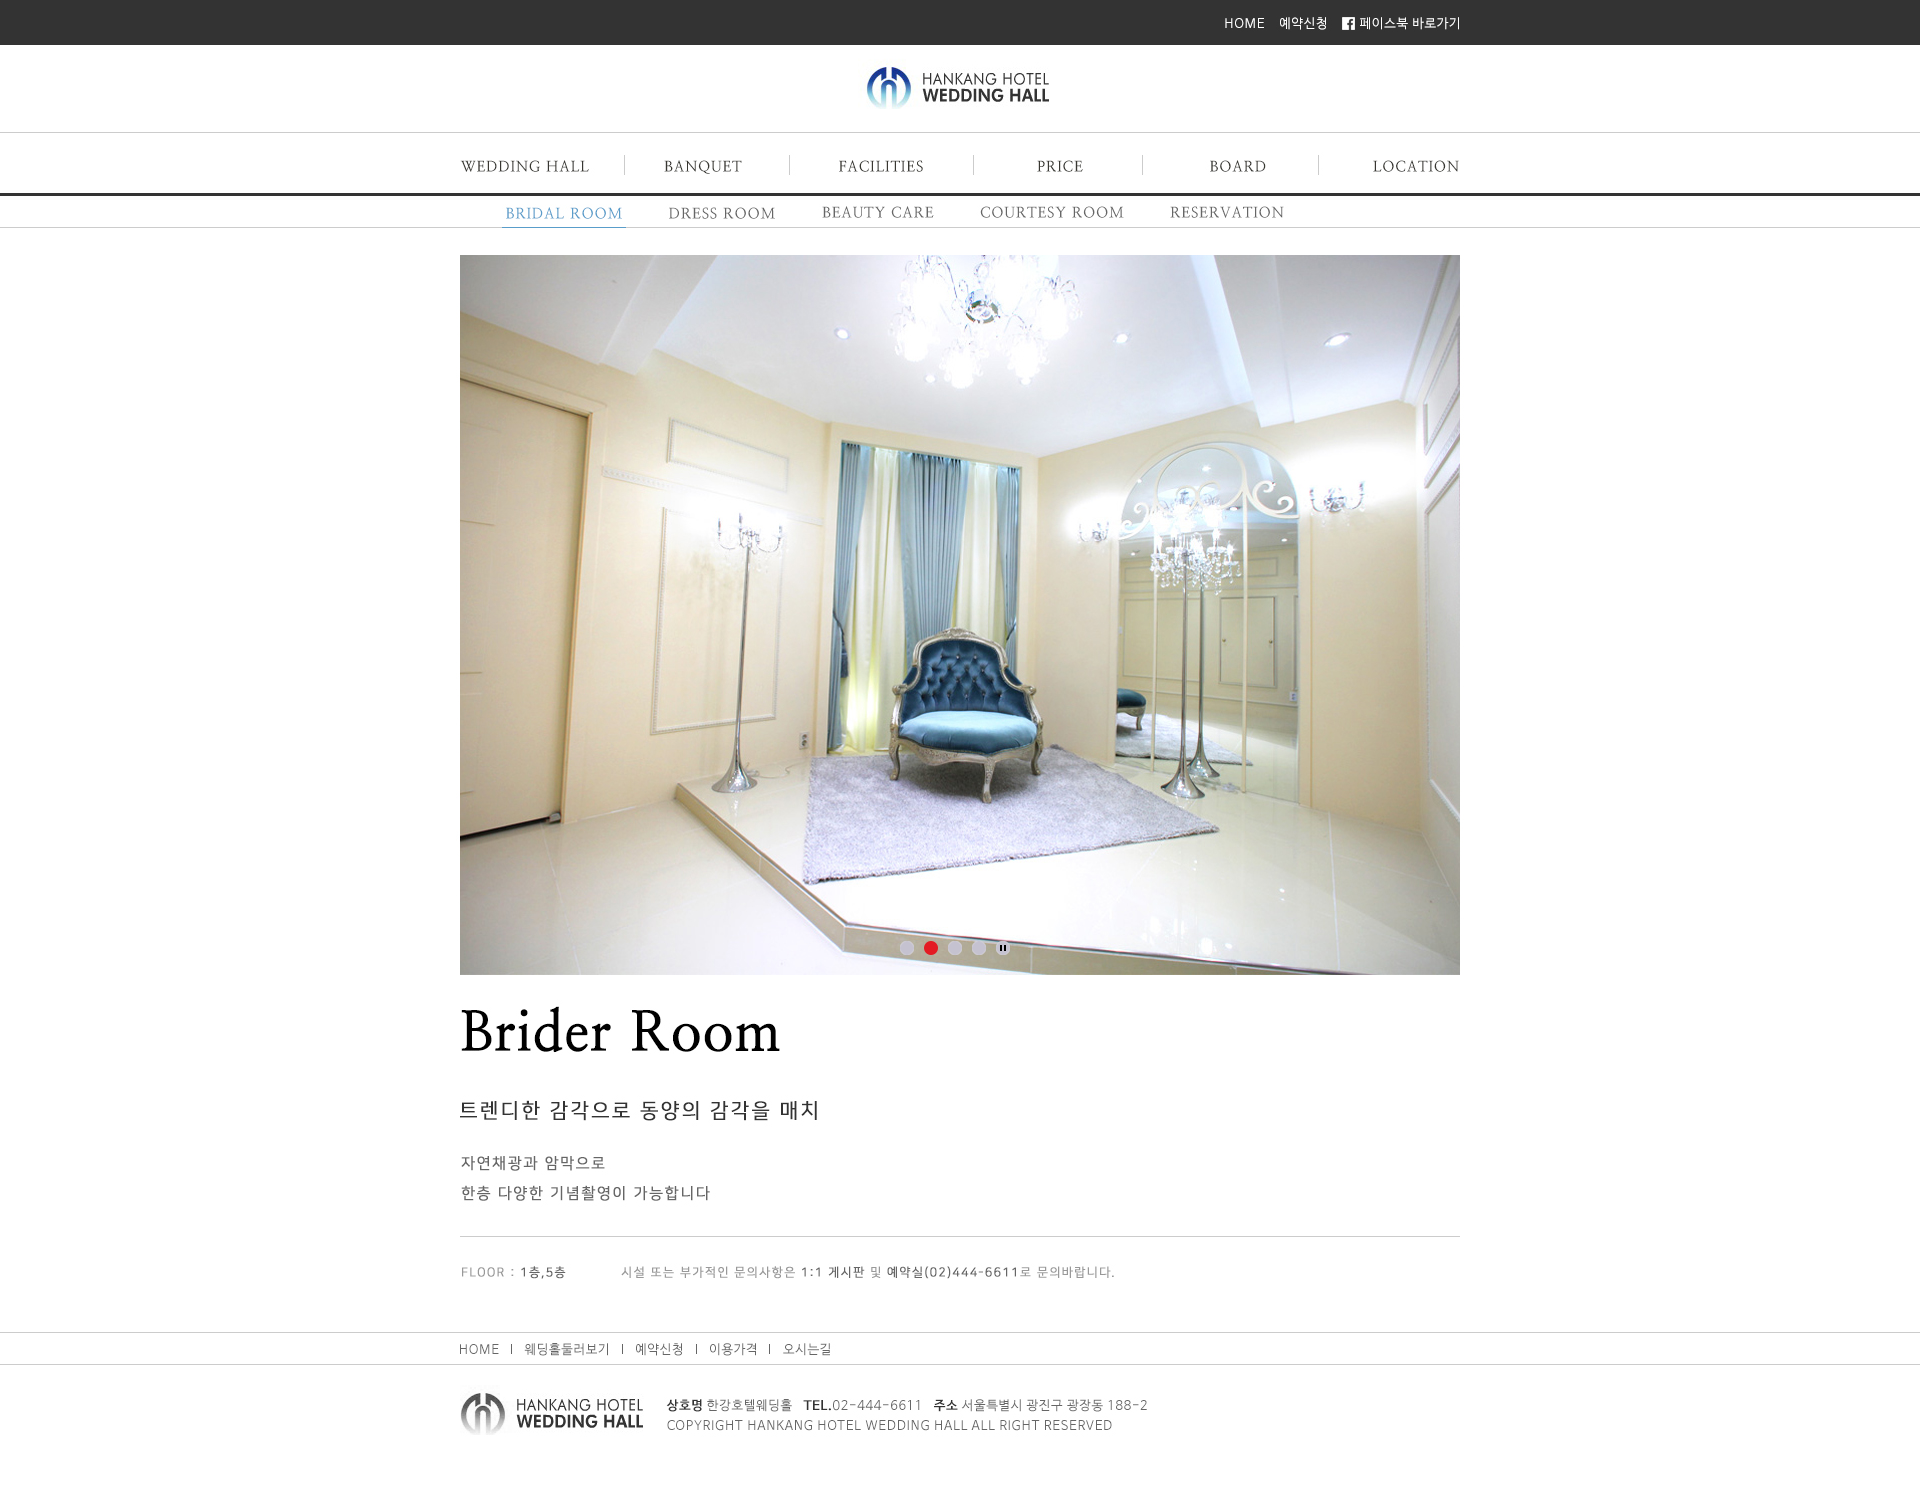 HOME 예약신청 페이스북 바로가기
HANKANG HOTEL
WEDDING HALL
WEDDING HALL BANQUET FACILITIES PRICE BOARD LOCATION
BRIDAL ROOM DRESS ROOM BEAUTY CARE COURTESY ROOM RESERVATION
Brider Room
트렌디한 감각으로 동양의 감각을 매치
자연채광과 암막으로
한층 다양한 기념촬영이 가능합니다
FLOOR : 1층,5층 시설 또는 부가적인 문의사항은 1:1 게시판 및 예약실(02)444-6611로 문의바랍니다.
HOME | 웨딩홀둘러보기 | 예약신청 | 이용가격 | 오시는길
HANKANG HOTEL
WEDDING HALL
상호명 한강호텔웨딩홀 TEL.02-444-6611 주소 서울특별시 광진구 광장동 188-2
COPYRIGHT HANKANG HOTEL WEDDING HALL ALL RIGHT RESERVED